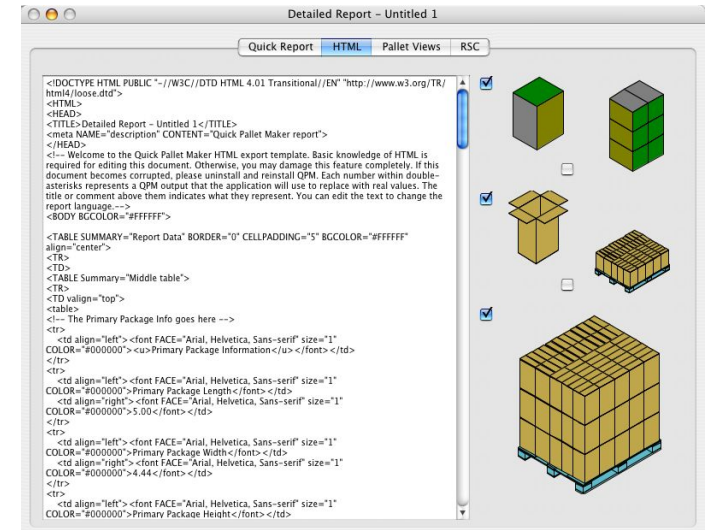 Detailed Report - Untitled 1
Quick Report HTML Pallet Views RSC
<!DOCTYPE HTML PUBLIC "-//W3C//DTD HTML 4.01 Transitional//EN" "http://www.w3.org/TR/
html4/loose.dtd">
<HTML>
<HEAD>
<TITLE>Detailed Report - Untitled 1</TITLE>
<meta NAME="description" CONTENT="Quick Pallet Maker report">
</HEAD>
<!-- Welcome to the Quick Pallet Maker HTML export template. Basic knowledge of HTML is
required for editing this document. Otherwise, you may damage this feature completely. If this
document becomes corrupted, please uninstall and reinstall QPM. Each number within double-
asterisks represents a QPM output that the application will use to replace with real values. The
title or comment above them indicates what they represent. You can edit the text to change the
report language.-->
<BODY BGCOLOR="#FFFFFF">
<TABLE SUMMARY="Report Data" BORDER="0" CELLPADDING="5" BGCOLOR="#FFFFFF"
align="center">
<TR>
<TD>
<TABLE Summary="Middle table">
<TR>
<TD valign="top">
<table>
<!-- The Primary Package Info goes here -->
<tr>
<td align="left"><font FACE="Arial, Helvetica, Sans-serif" size="1"
COLOR="#000000"><u>Primary Package Information</u></font></td>
</tr>
<tr>
<td align="left"><font FACE="Arial, Helvetica, Sans-serif" size="1"
COLOR="#000000">Primary Package Length</font></td>
<td align="right"><font FACE="Arial, Helvetica, Sans-serif" size="1"
COLOR="#000000">5.00</font></td>
</tr>
<tr>
<td align="left"><font FACE="Arial, Helvetica, Sans-serif" size="1"
COLOR="#000000">Primary Package Width</font></td>
<td align="right"><font FACE="Arial, Helvetica, Sans-serif" size="1"
COLOR="#000000">4.44</font></td>
</tr>
<tr>
<td align="left"><font FACE="Arial, Helvetica, Sans-serif" size="1"
COLOR="#000000">Primary Package Height</font></td>